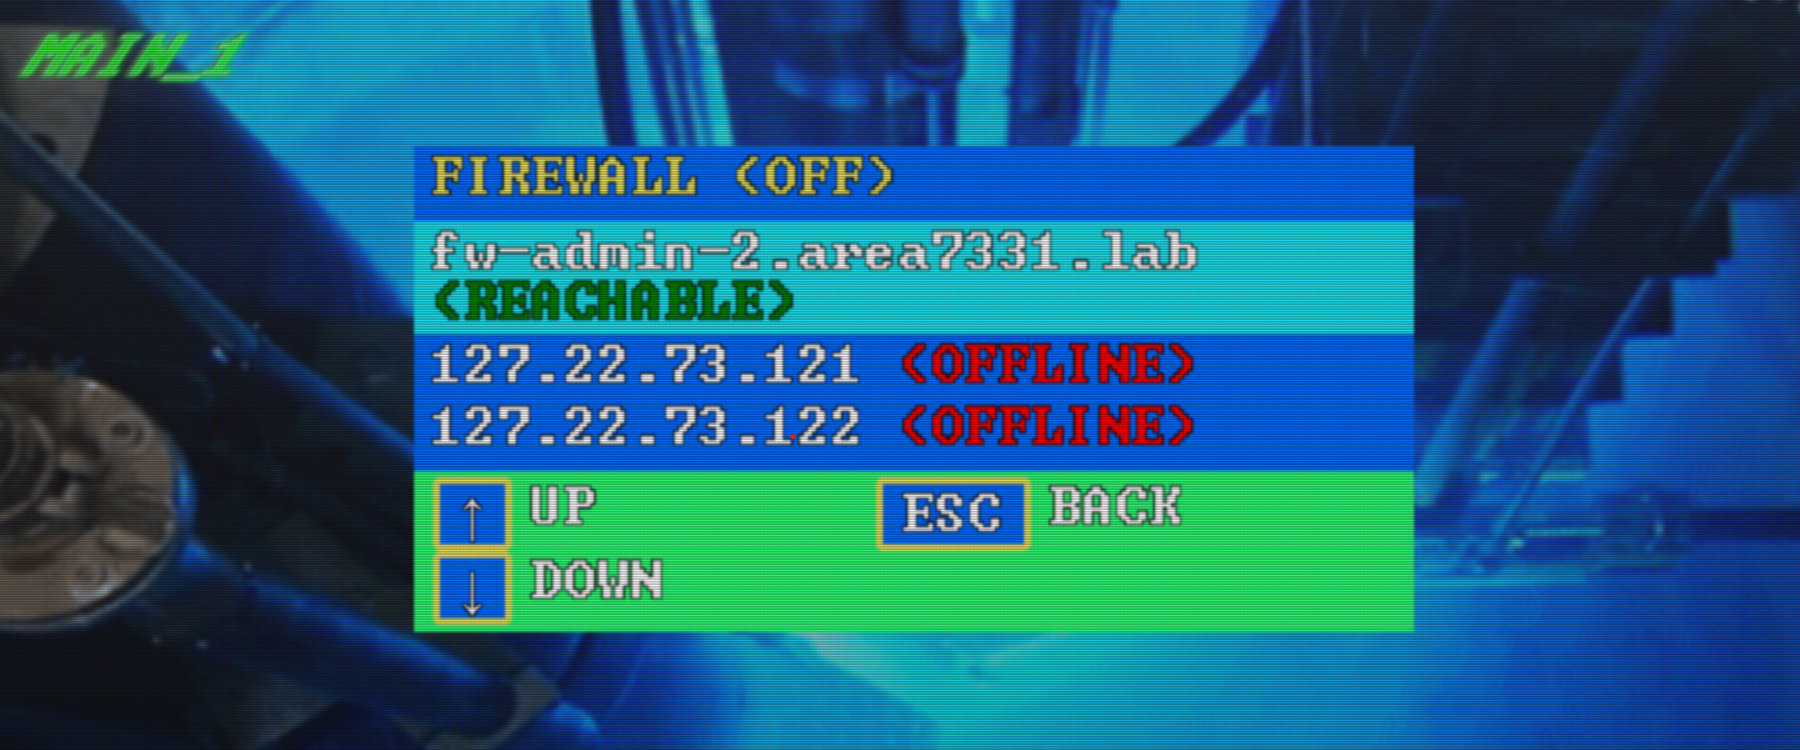 MAIN_1
FIREWALL <OFF>
fw-admin-2.area7331.lab
<REACHABLE>
127.22.73.121 <OFFLINE>
127.22.73.122 <OFFLINE>
↑ UP ESC BACK
↓ DOWN